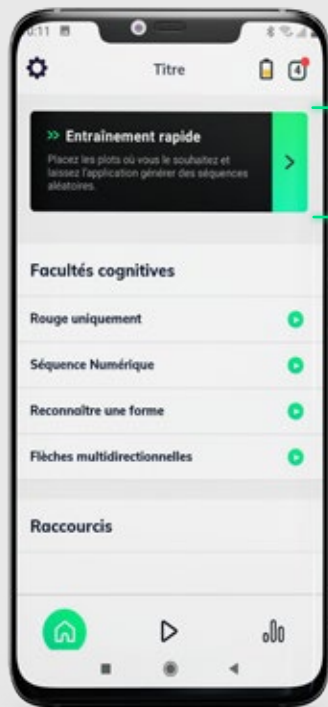 0:11
Titre
4
Entraînement rapide
Placez les plots où vous le souhaitez et
laissez l'application générer des séquences
aléatoires.
Facultés cognitives
Rouge uniquement
Séquence Numérique
Reconnaître une forme
Flèches multidirectionnelles
Raccourcis